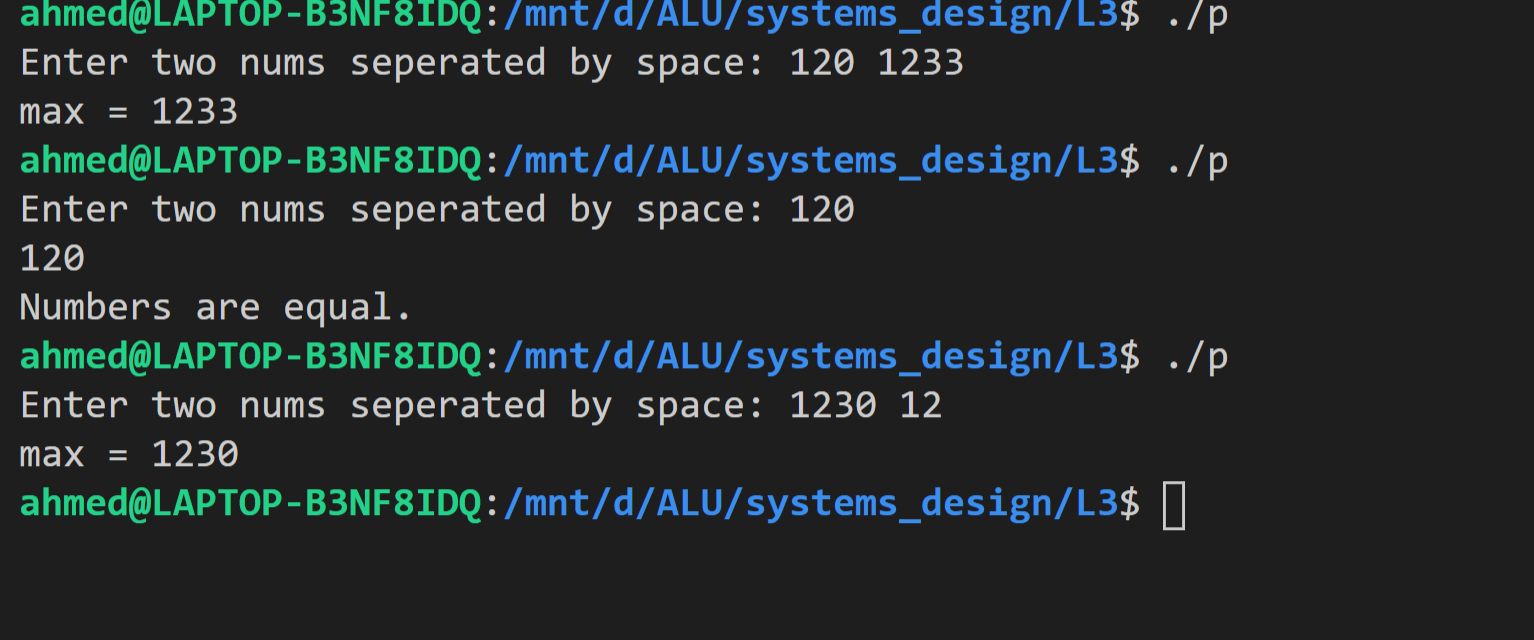 ahmed@LAPTOP-B3NF8IDQ:/mnt/d/ALU/systems_design/L3$ ./p
Enter two nums seperated by space: 120 1233
max = 1233
ahmed@LAPTOP-B3NF8IDQ:/mnt/d/ALU/systems_design/L3$ ./p
Enter two nums seperated by space: 120
120
Numbers are equal.
ahmed@LAPTOP-B3NF8IDQ:/mnt/d/ALU/systems_design/L3$ ./p
Enter two nums seperated by space: 1230 12
max = 1230
ahmed@LAPTOP-B3NF8IDQ:/mnt/d/ALU/systems_design/L3$